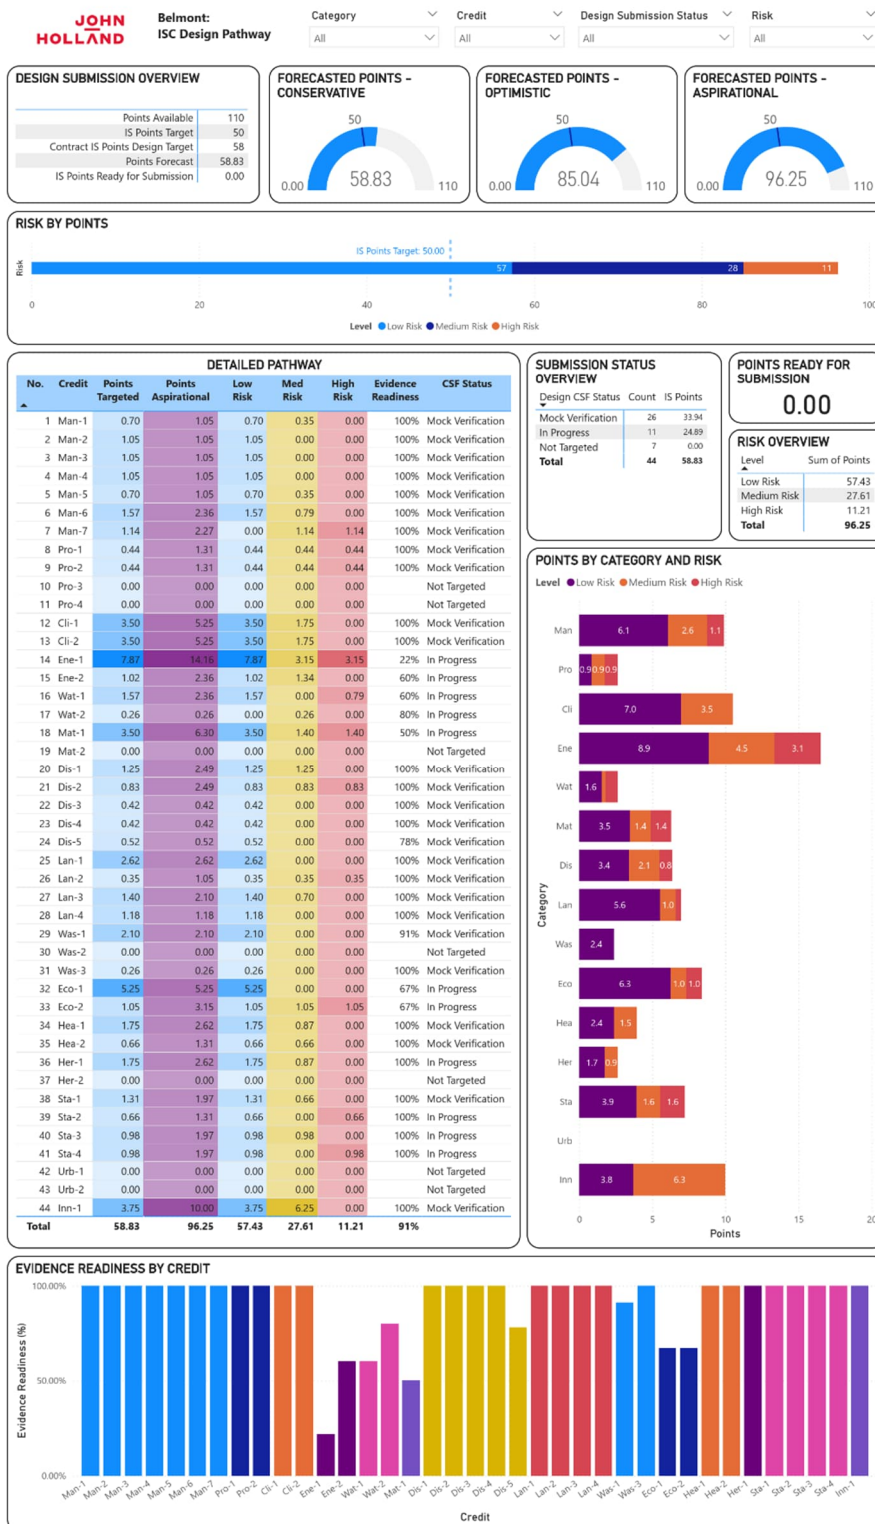 JOHN
HOLLAND
Belmont:
ISC Design Pathway
Category
All
Credit
All
Design Submission Status
All
Risk
All
DESIGN SUBMISSION OVERVIEW
Points Available 110
IS Points Target 50
Contract IS Points Design Target 58
Points Forecast 58.83
IS Points Ready for Submission 0.00
FORECASTED POINTS -
CONSERVATIVE
50
0.00 58.83 110
FORECASTED POINTS -
OPTIMISTIC
50
0.00 85.04 110
FORECASTED POINTS -
ASPIRATIONAL
50
0.00 96.25 110
RISK BY POINTS
IS Points Target: 50.00
Risk
57 28 11
0 20 40 60 80 100
Level Low Risk Medium Risk High Risk
DETAILED PATHWAY
No. Credit Points Targeted Points Aspirational Low Risk Med Risk High Risk Evidence Readiness CSF Status
1 Man-1 0.70 1.05 0.70 0.35 0.00 100% Mock Verification
2 Man-2 1.05 1.05 1.05 0.00 0.00 100% Mock Verification
3 Man-3 1.05 1.05 1.05 0.00 0.00 100% Mock Verification
4 Man-4 1.05 1.05 1.05 0.00 0.00 100% Mock Verification
5 Man-5 0.70 1.05 0.70 0.35 0.00 100% Mock Verification
6 Man-6 1.57 2.36 1.57 0.79 0.00 100% Mock Verification
7 Man-7 1.14 2.27 0.00 1.14 1.14 100% Mock Verification
8 Pro-1 0.44 1.31 0.44 0.44 0.44 100% Mock Verification
9 Pro-2 0.44 1.31 0.44 0.44 0.44 100% Mock Verification
10 Pro-3 0.00 0.00 0.00 0.00 0.00 Not Targeted
11 Pro-4 0.00 0.00 0.00 0.00 0.00 Not Targeted
12 Cli-1 3.50 5.25 3.50 1.75 0.00 100% Mock Verification
13 Cli-2 3.50 5.25 3.50 1.75 0.00 100% Mock Verification
14 Ene-1 7.87 14.16 7.87 3.15 3.15 22% In Progress
15 Ene-2 1.02 2.36 1.02 1.34 0.00 60% In Progress
16 Wat-1 1.57 2.36 1.57 0.00 0.79 60% In Progress
17 Wat-2 0.26 0.26 0.00 0.26 0.00 80% In Progress
18 Mat-1 3.50 6.30 3.50 1.40 1.40 50% In Progress
19 Mat-2 0.00 0.00 0.00 0.00 0.00 Not Targeted
20 Dis-1 1.25 2.49 1.25 1.25 0.00 100% Mock Verification
21 Dis-2 0.83 2.49 0.83 0.83 0.83 100% Mock Verification
22 Dis-3 0.42 0.42 0.42 0.00 0.00 100% Mock Verification
23 Dis-4 0.42 0.42 0.42 0.00 0.00 100% Mock Verification
24 Dis-5 0.52 0.52 0.52 0.00 0.00 78% Mock Verification
25 Lan-1 2.62 2.62 2.62 0.00 0.00 100% Mock Verification
26 Lan-2 0.35 1.05 0.35 0.35 0.35 100% Mock Verification
27 Lan-3 1.40 2.10 1.40 0.70 0.00 100% Mock Verification
28 Lan-4 1.18 1.18 1.18 0.00 0.00 100% Mock Verification
29 Was-1 2.10 2.10 2.10 0.00 0.00 91% Mock Verification
30 Was-2 0.00 0.00 0.00 0.00 0.00 Not Targeted
31 Was-3 0.26 0.26 0.26 0.00 0.00 100% Mock Verification
32 Eco-1 5.25 5.25 5.25 0.00 0.00 67% In Progress
33 Eco-2 1.05 3.15 1.05 1.05 1.05 67% In Progress
34 Hea-1 1.75 2.62 1.75 0.87 0.00 100% Mock Verification
35 Hea-2 0.66 1.31 0.66 0.66 0.00 100% Mock Verification
36 Her-1 1.75 2.62 1.75 0.87 0.00 100% In Progress
37 Her-2 0.00 0.00 0.00 0.00 0.00 Not Targeted
38 Sta-1 1.31 1.97 1.31 0.66 0.00 100% Mock Verification
39 Sta-2 0.66 1.31 0.66 0.00 0.66 100% In Progress
40 Sta-3 0.98 1.97 0.98 0.98 0.00 100% In Progress
41 Sta-4 0.98 1.97 0.98 0.00 0.98 100% In Progress
42 Urb-1 0.00 0.00 0.00 0.00 0.00 Not Targeted
43 Urb-2 0.00 0.00 0.00 0.00 0.00 Not Targeted
44 Inn-1 3.75 10.00 3.75 6.25 0.00 100% Mock Verification
Total 58.83 96.25 57.43 27.61 11.21 91%
SUBMISSION STATUS
OVERVIEW
Design CSF Status Count IS Points
Mock Verification 26 33.94
In Progress 11 24.89
Not Targeted 7 0.00
Total 44 58.83
POINTS READY FOR
SUBMISSION
0.00
RISK OVERVIEW
Level Sum of Points
Low Risk 57.43
Medium Risk 27.61
High Risk 11.21
Total 96.25
POINTS BY CATEGORY AND RISK
Level Low Risk Medium Risk High Risk
Category
Man 6.1 2.6 1.1
Pro 0.9 0.9 0.9
Cli 7.0 3.5
Ene 8.9 4.5 3.1
Wat 1.6
Mat 3.5 1.4 1.4
Dis 3.4 2.1 0.8
Lan 5.6 1.0
Was 2.4
Eco 6.3 1.0 1.0
Hea 2.4 1.5
Her 1.7 0.9
Sta 3.9 1.6 1.6
Urb
Inn 3.8 6.3
0 5 10 15 20
Points
EVIDENCE READINESS BY CREDIT
Evidence Readiness (%)
100.00%
50.00%
0.00%
Man-1 Man-2 Man-3 Man-4 Man-5 Man-6 Man-7 Pro-1 Pro-2 Cli-1 Cli-2 Ene-1 Ene-2 Wat-1 Wat-2 Mat-1 Dis-1 Dis-2 Dis-3 Dis-4 Dis-5 Lan-1 Lan-2 Lan-3 Lan-4 Was-1 Was-3 Eco-1 Eco-2 Hea-1 Hea-2 Her-1 Sta-1 Sta-2 Sta-3 Sta-4 Inn-1
Credit